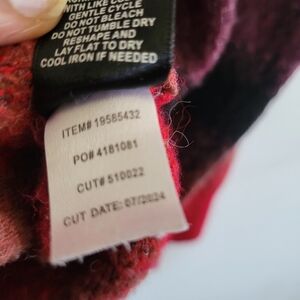 WITH LIKE
GENTLE CYCLE
DO NOT BLEACH
DO NOT TUMBLE DRY
RESHAPE AND
LAY FLAT TO DRY
COOL IRON IF NEEDED
ITEM# 19585432
PO# 4181081
CUT# 510022
CUT DATE: 07/2024